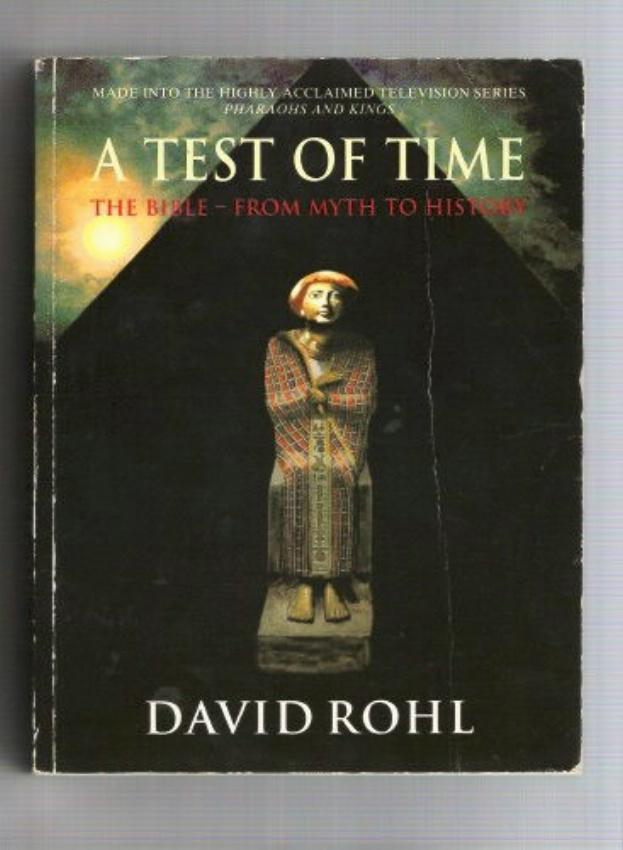 MADE INTO THE HIGHLY ACCLAIMED TELEVISION SERIES
PHARAOHS AND KINGS
A TEST OF TIME
THE BIBLE – FROM MYTH TO HISTORY
DAVID ROHL